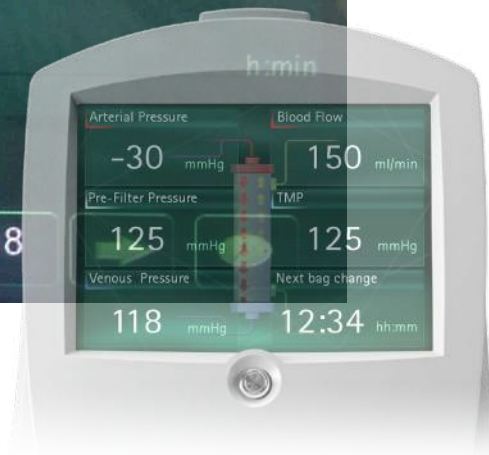 h:min
Arterial Pressure Blood Flow
-30 mmHg 150 ml/min
Pre-Filter Pressure TMP
125 mmHg 125 mmHg
8
Venous Pressure Next bag change
118 mmHg 12:34 hh:mm